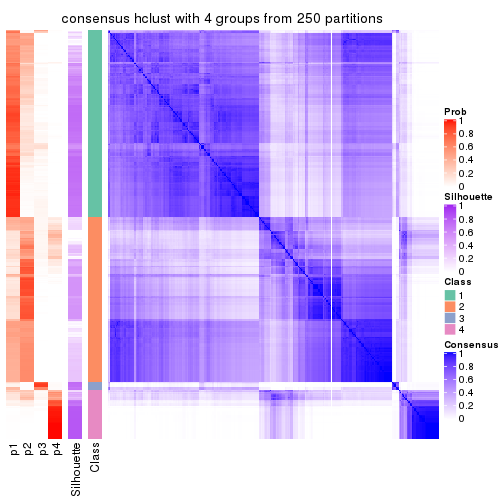 consensus hclust with 4 groups from 250 partitions
Prob
1
0.8
0.6
0.4
0.2
0
Silhouette
1
0.8
0.6
0.4
0.2
0
Class
1
2
3
4
Consensus
1
0.8
0.6
0.4
0.2
0
p1
p2
p3
p4
Silhouette
Class